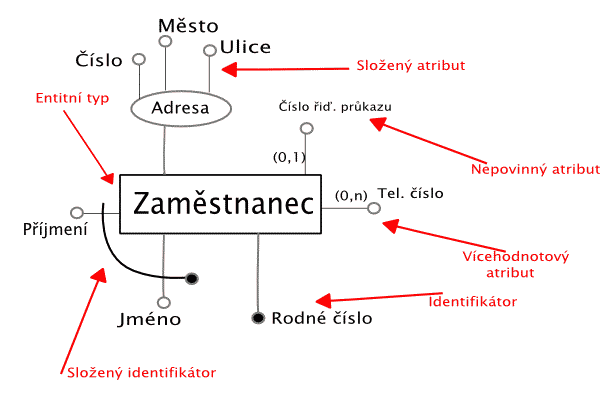 Město
Ulice
Číslo
Složený atribut
Entitní typ
Adresa
Číslo řiď. průkazu
(0,1)
Nepovinný atribut
Zaměstnanec
(0,n)
Tel. číslo
Příjmení
Vícehodnotový
atribut
Identifikátor
Jméno
Rodné číslo
Složený identifikátor